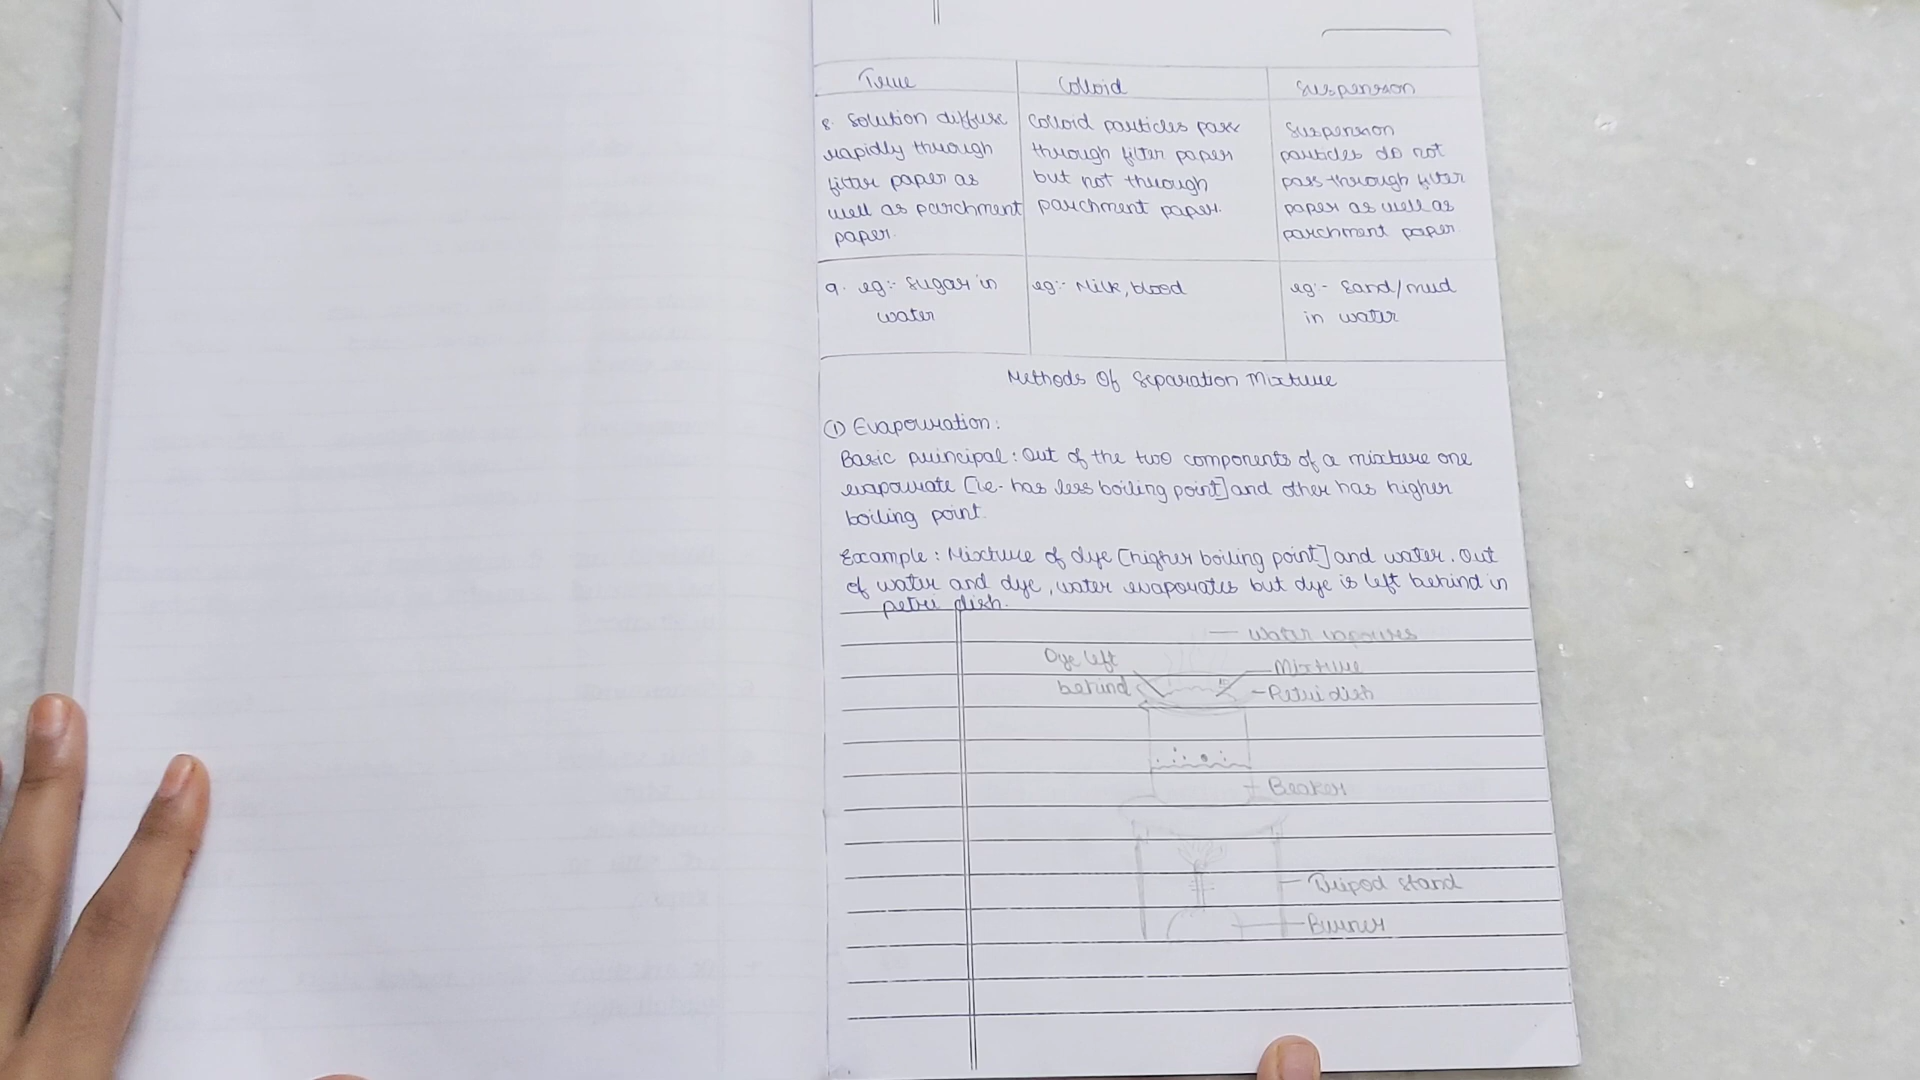 True
Colloid
Suspension
8. Solution diffuse
rapidly through
filter paper as
well as parchment
paper.
Colloid particles pass
through filter paper
but not through
parchment paper.
Suspension
particles do not
pass through filter
paper as well as
parchment paper.
9. eg:- Sugar in
water
eg:- Milk, blood
eg:- Sand/mud
in water
Methods Of Separation Mixture
① Evaporation:
Basic principal: Out of the two components of a mixture one
evaporate [i.e- has less boiling point] and other has higher
boiling point.
Example: Mixture of dye [higher boiling point] and water. Out
of water and dye, water evaporates but dye is left behind in
petri dish.
Water vapours
Dye left
behind
Mixture
Petri dish
Beaker
Tripod stand
Burner